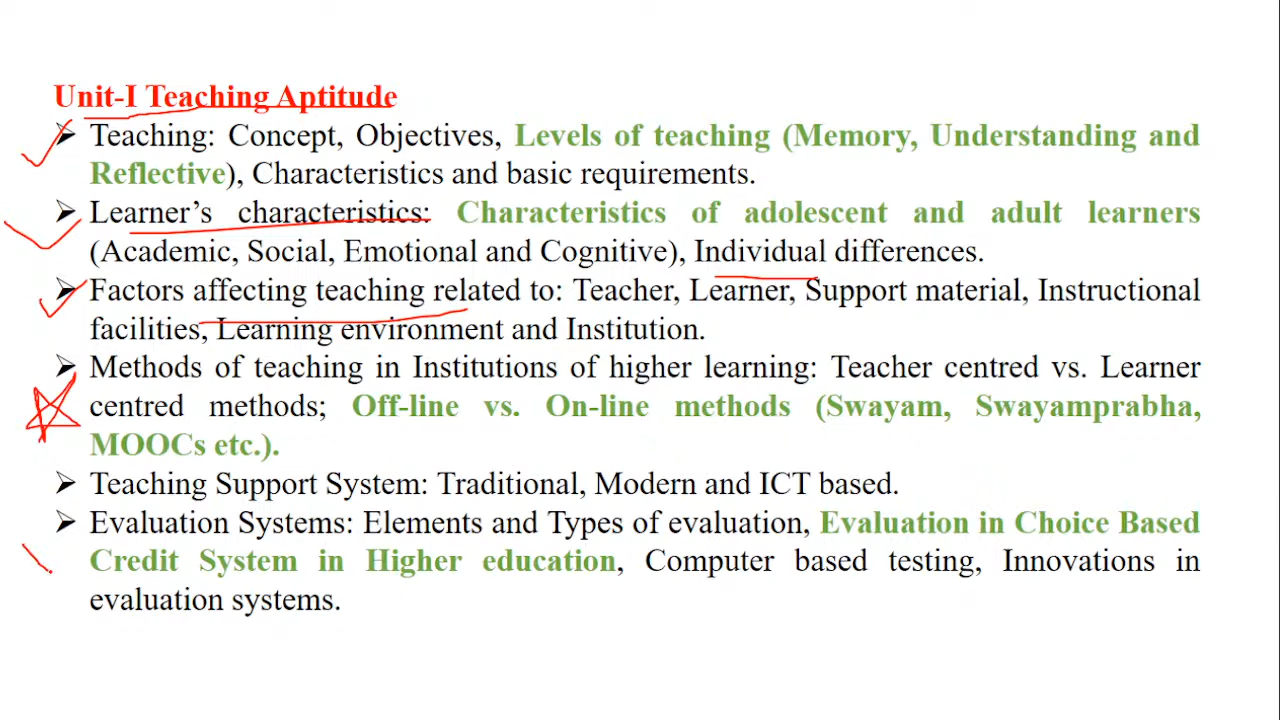 Unit-I Teaching Aptitude
➢ Teaching: Concept, Objectives, Levels of teaching (Memory, Understanding and
Reflective), Characteristics and basic requirements.
➢ Learner’s characteristics: Characteristics of adolescent and adult learners
(Academic, Social, Emotional and Cognitive), Individual differences.
➢ Factors affecting teaching related to: Teacher, Learner, Support material, Instructional
facilities, Learning environment and Institution.
➢ Methods of teaching in Institutions of higher learning: Teacher centred vs. Learner
centred methods; Off-line vs. On-line methods (Swayam, Swayamprabha,
MOOCs etc.).
➢ Teaching Support System: Traditional, Modern and ICT based.
➢ Evaluation Systems: Elements and Types of evaluation, Evaluation in Choice Based
Credit System in Higher education, Computer based testing, Innovations in
evaluation systems.